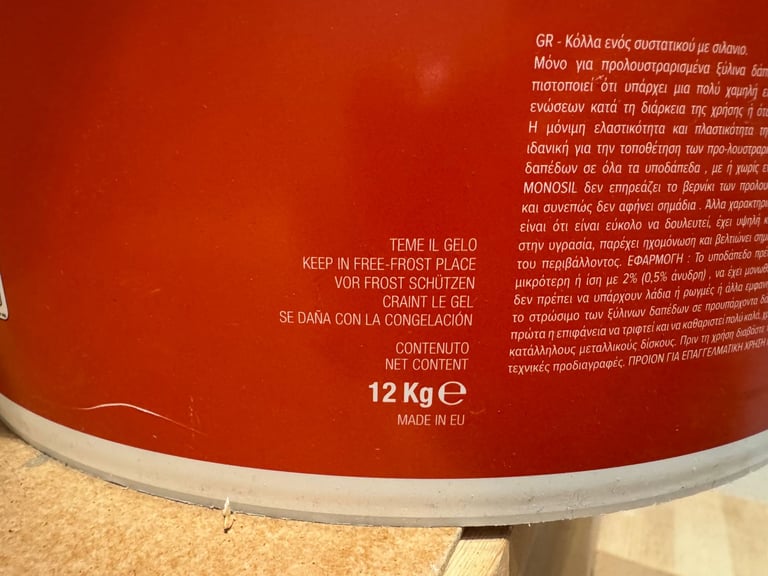 TEME IL GELO
KEEP IN FREE-FROST PLACE
VOR FROST SCHÜTZEN
CRAINT LE GEL
SE DAÑA CON LA CONGELACIÓN
CONTENUTO
NET CONTENT
12 Kg ℮
MADE IN EU
GR - Κόλλα ενός συστατικού με σιλανιο.
Μόνο για προλουστραρισμένα ξύλινα
πιστοποιεί ότι υπάρχει μια πολύ χαμηλή
ενώσεων κατά τη διάρκεια της χρήσης ή
Η μόνιμη ελαστικότητα και πλαστικότητα
ιδανική για την τοποθέτηση των
δαπέδων σε όλα τα υποδάπεδα , με ή χωρίς
MONOSIL δεν επηρεάζει το βερνίκι των
και συνεπώς δεν αφήνει σημάδια . Άλλα
είναι ότι είναι εύκολο να δουλευτεί, έχει υψηλή
στην υγρασία, παρέχει ηχομόνωση και βελτιώνει
του περιβάλλοντος. ΕΦΑΡΜΟΓΗ : Το υποδάπεδο
μικρότερη ή ίση με 2% (0,5% άνυδρη) , να έχει
δεν πρέπει να υπάρχουν λάδια ή ρωγμές ή άλλα
το στρώσιμο των ξύλινων δαπέδων σε προυπάρχοντα
πρώτα η επιφάνεια να τριφτεί και να καθαριστεί πολύ καλά,
κατάλληλους μεταλλικούς δίσκους. Πριν τη χρήση διαβάστε
τεχνικές προδιαγραφές. ΠΡΟΙΟΝ ΓΙΑ ΕΠΑΓΓΕΛΜΑΤΙΚΗ ΧΡΗΣΗ